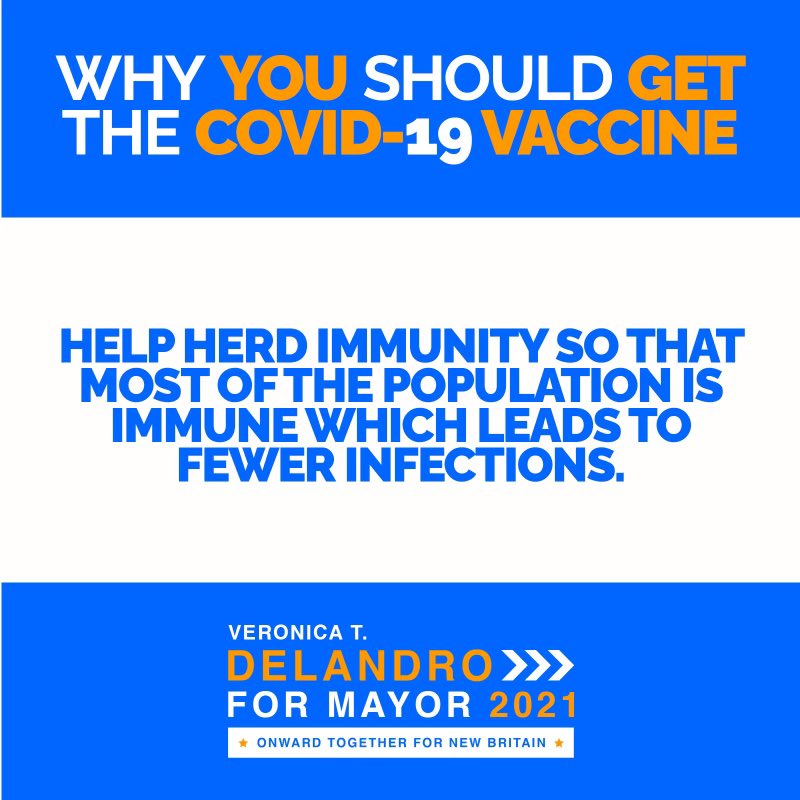 WHY YOU SHOULD GET
THE COVID-19 VACCINE
HELP HERD IMMUNITY SO THAT
MOST OF THE POPULATION IS
IMMUNE WHICH LEADS TO
FEWER INFECTIONS.
VERONICA T.
DELANDRO
FOR MAYOR 2021
ONWARD TOGETHER FOR NEW BRITAIN